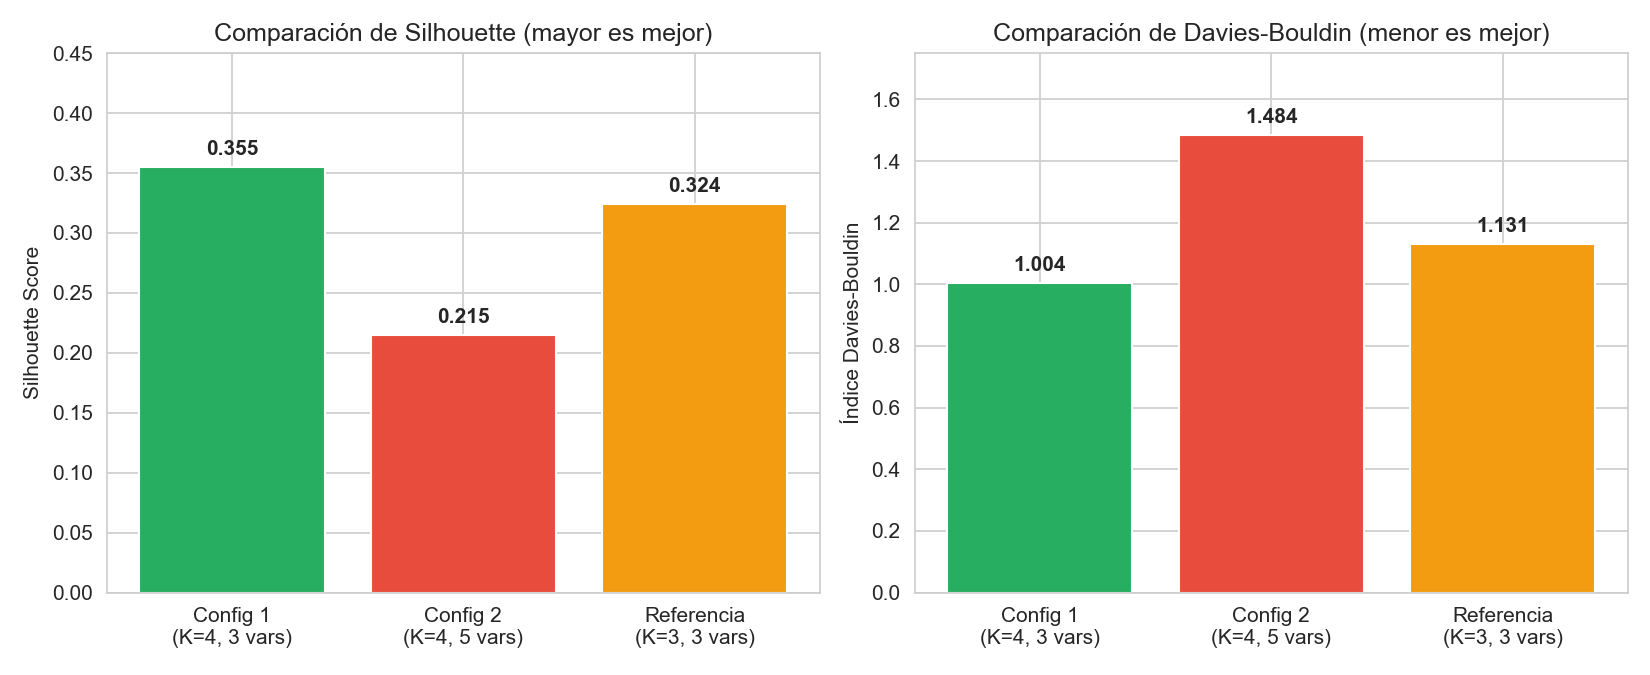 Comparación de Silhouette (mayor es mejor)
Silhouette Score
0.45
0.40
0.35
0.30
0.25
0.20
0.15
0.10
0.05
0.00
0.355
0.215
0.324
Config 1
(K=4, 3 vars)
Config 2
(K=4, 5 vars)
Referencia
(K=3, 3 vars)
Comparación de Davies-Bouldin (menor es mejor)
Índice Davies-Bouldin
1.6
1.4
1.2
1.0
0.8
0.6
0.4
0.2
0.0
1.004
1.484
1.131
Config 1
(K=4, 3 vars)
Config 2
(K=4, 5 vars)
Referencia
(K=3, 3 vars)